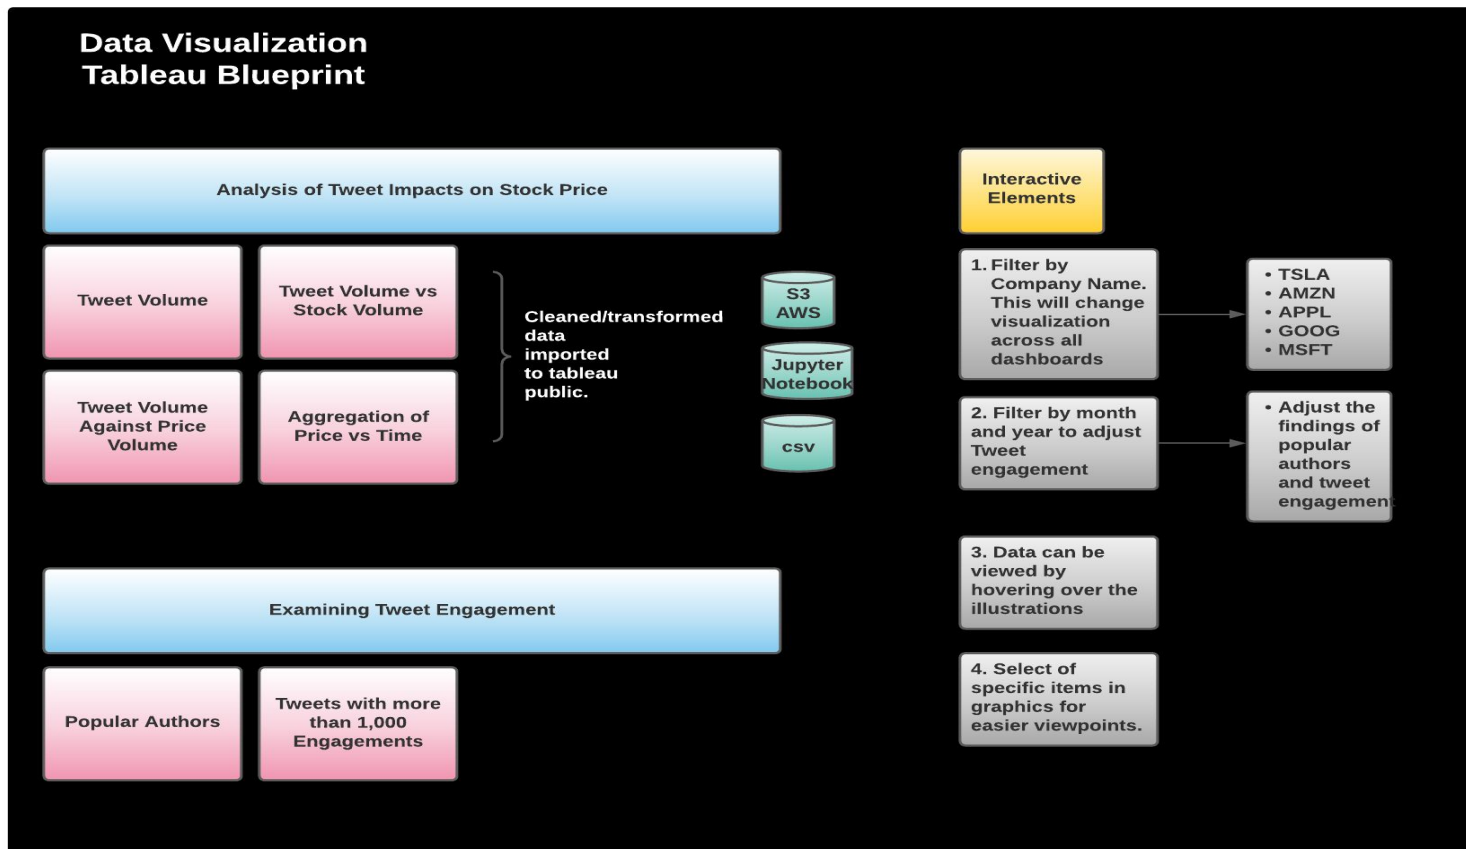 Data Visualization
Tableau Blueprint
Analysis of Tweet Impacts on Stock Price
Tweet Volume
Tweet Volume vs
Stock Volume
Tweet Volume
Against Price
Volume
Aggregation of
Price vs Time
Cleaned/transformed
data
imported
to tableau
public.
S3
AWS
Jupyter
Notebook
csv
Examining Tweet Engagement
Popular Authors
Tweets with more
than 1,000
Engagements
Interactive
Elements
1. Filter by
Company Name.
This will change
visualization
across all
dashboards
• TSLA
• AMZN
• APPL
• GOOG
• MSFT
2. Filter by month
and year to adjust
Tweet
engagement
• Adjust the
findings of
popular
authors
and tweet
engagement
3. Data can be
viewed by
hovering over the
illustrations
4. Select of
specific items in
graphics for
easier viewpoints.